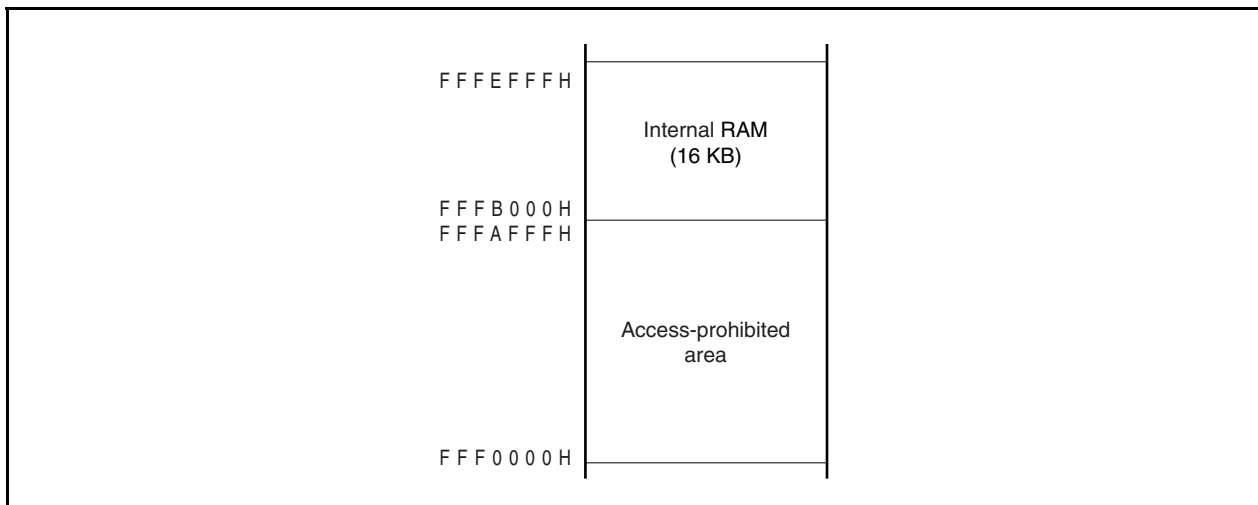 FFFEFFFH
Internal RAM
(16 KB)
FFFB000H
FFFAFFFH
Access-prohibited
area
FFF0000H